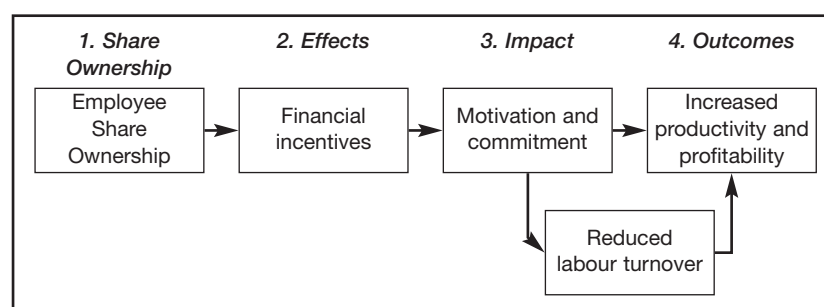 1. Share
Ownership
2. Effects
3. Impact
4. Outcomes
Employee
Share
Ownership
Financial
incentives
Motivation and
commitment
Increased
productivity and
profitability
Reduced
labour turnover